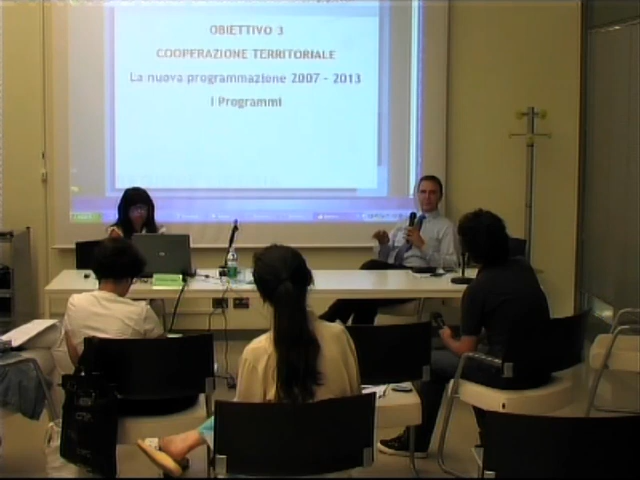 OBIETTIVO 3
COOPERAZIONE TERRITORIALE
La nuova programmazione 2007 - 2013
I Programmi